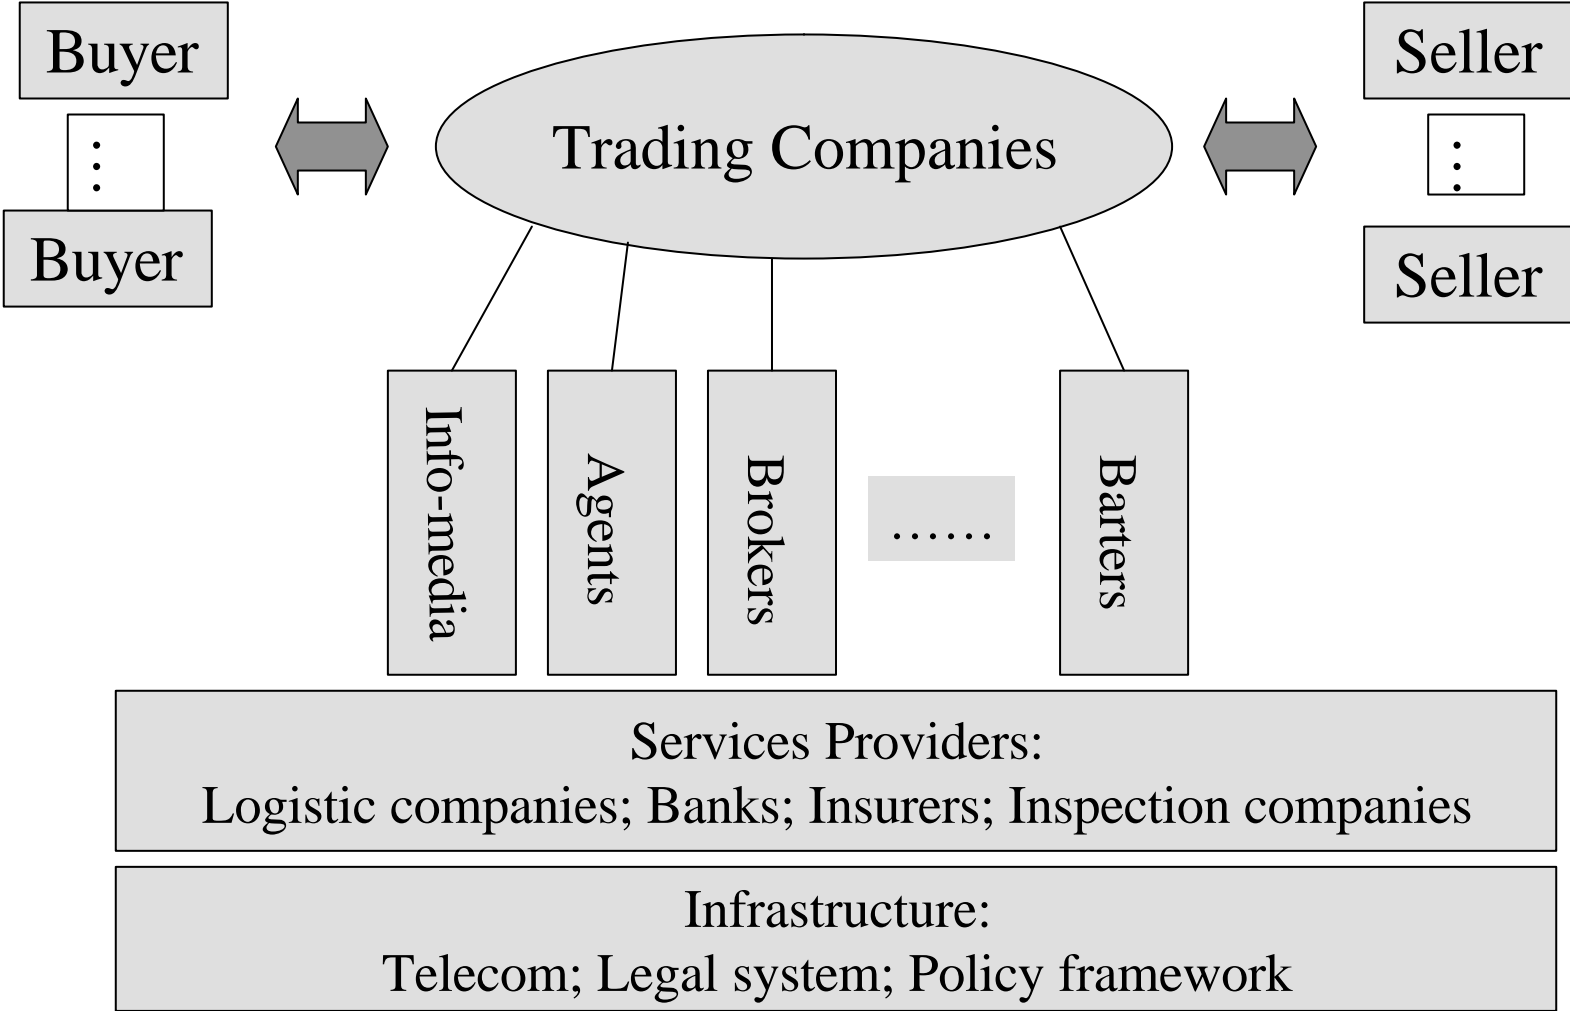 Buyer
Trading Companies
Seller
⋮
⋮
Buyer
Seller
Info-media
Agents
Brokers
……
Barters
Services Providers:
Logistic companies; Banks; Insurers; Inspection companies
Infrastructure:
Telecom; Legal system; Policy framework